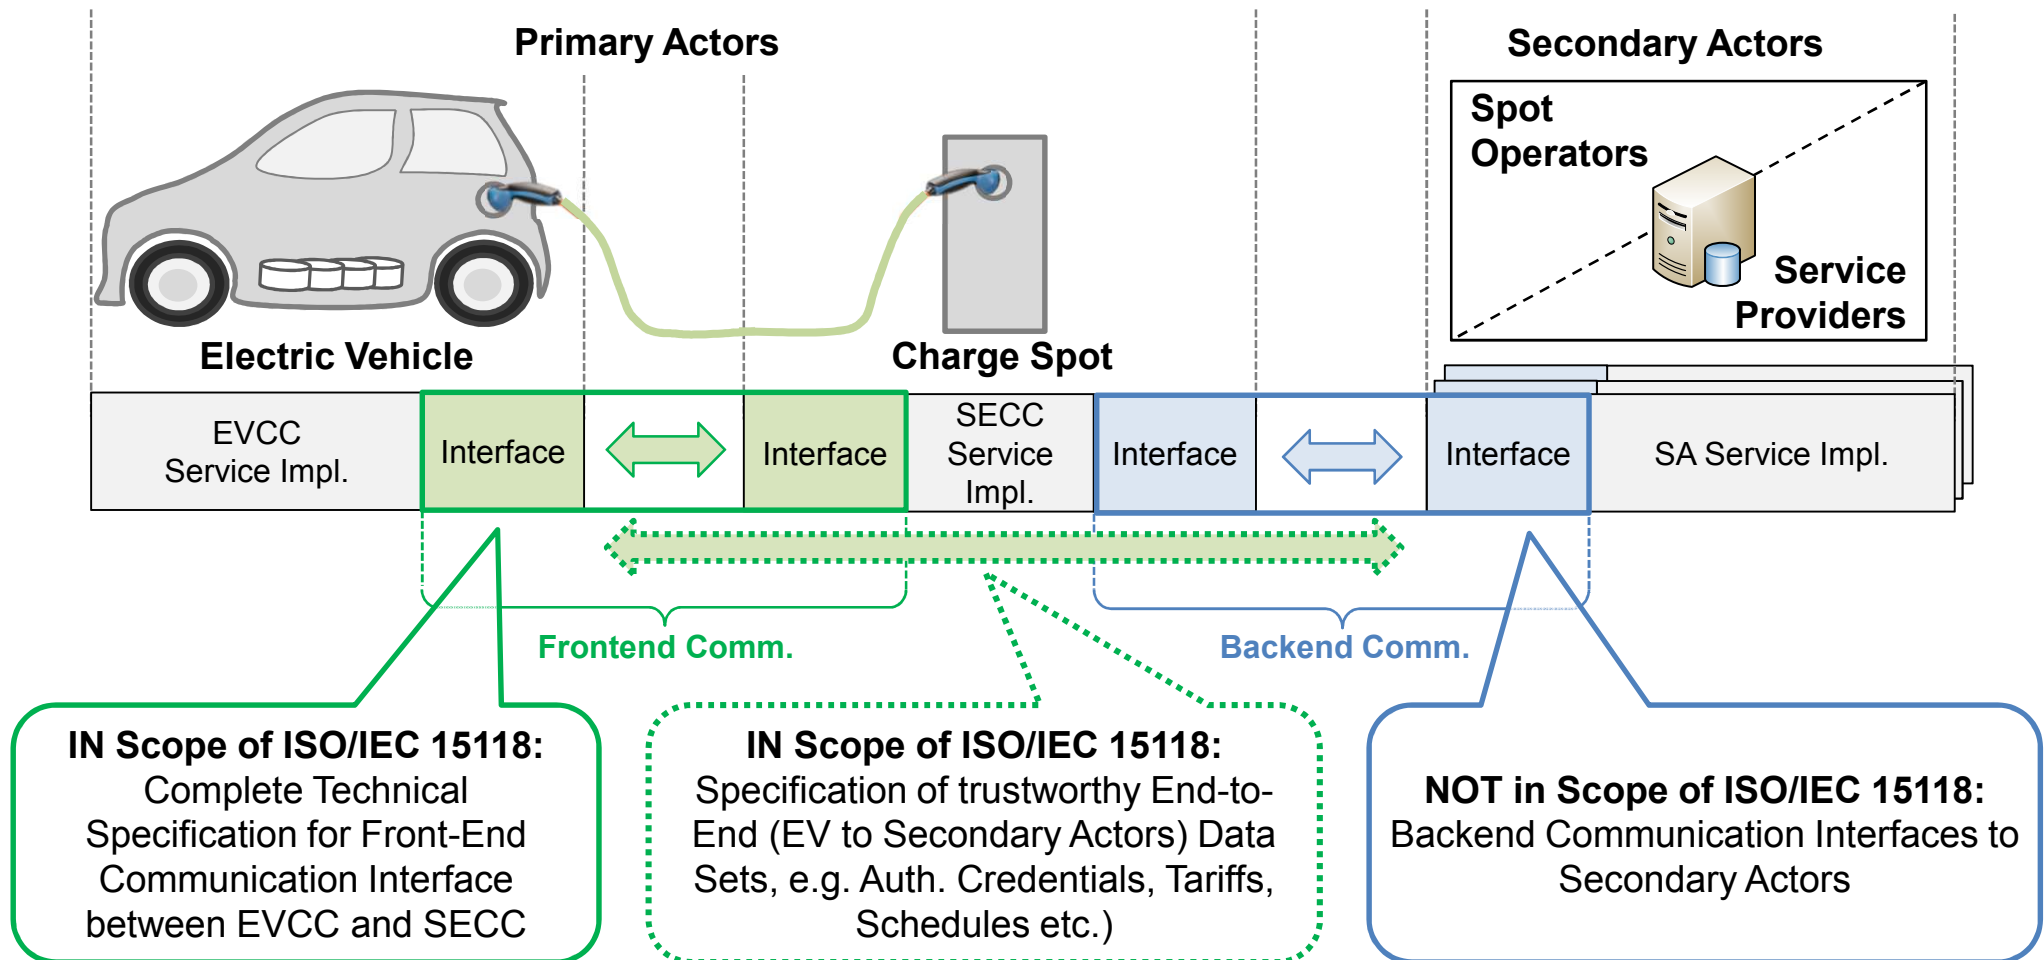 Primary Actors
Secondary Actors
Spot
Operators
Service
Providers
Electric Vehicle
Charge Spot
EVCC
Service Impl.
Interface
Interface
SECC
Service
Impl.
Interface
Interface
SA Service Impl.
Frontend Comm.
Backend Comm.
IN Scope of ISO/IEC 15118:
Complete Technical
Specification for Front-End
Communication Interface
between EVCC and SECC
IN Scope of ISO/IEC 15118:
Specification of trustworthy End-to-
End (EV to Secondary Actors) Data
Sets, e.g. Auth. Credentials, Tariffs,
Schedules etc.)
NOT in Scope of ISO/IEC 15118:
Backend Communication Interfaces to
Secondary Actors